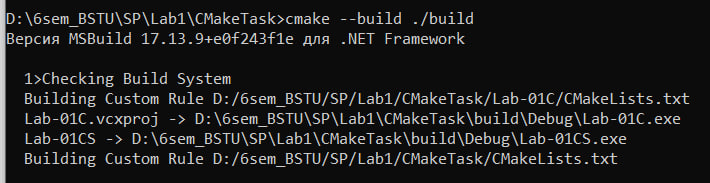 D:\6sem_BSTU\SP\Lab1\CMakeTask>cmake --build ./build
Версия MSBuild 17.13.9+e0f243f1e для .NET Framework
1>Checking Build System
Building Custom Rule D:/6sem_BSTU/SP/Lab1/CMakeTask/Lab-01C/CMakeLists.txt
Lab-01C.vcxproj -> D:\6sem_BSTU\SP\Lab1\CMakeTask\build\Debug\Lab-01C.exe
Lab-01CS -> D:\6sem_BSTU\SP\Lab1\CMakeTask\build\Debug\Lab-01CS.exe
Building Custom Rule D:/6sem_BSTU/SP/Lab1/CMakeTask/CMakeLists.txt